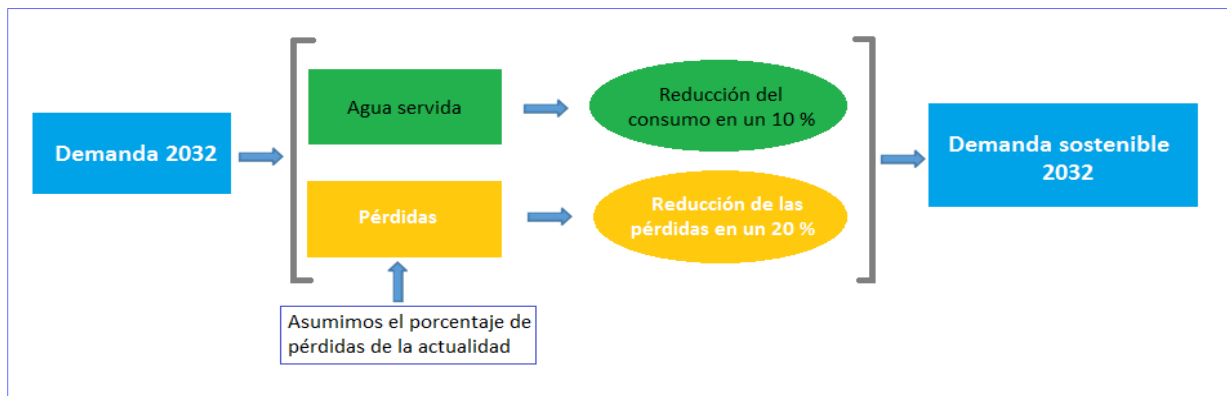 Demanda 2032
Agua servida
Reducción del
consumo en un 10 %
Pérdidas
Reducción de las
pérdidas en un 20 %
Demanda sostenible
2032
Asumimos el porcentaje de
pérdidas de la actualidad